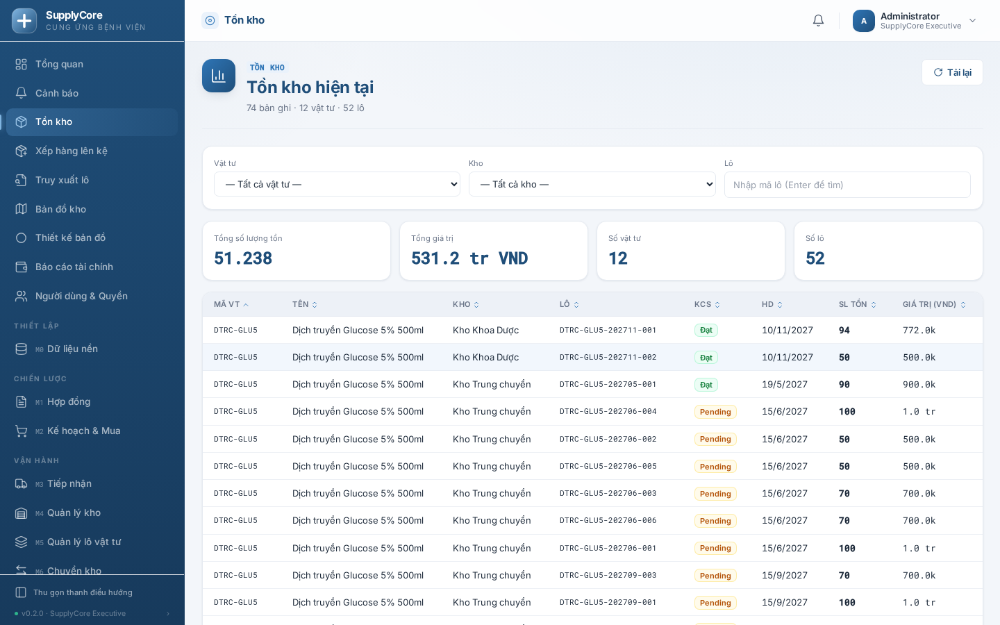 SupplyCore
CUNG ỨNG BỆNH VIỆN
Tổng quan
Cảnh báo
Tồn kho
Xếp hàng lên kệ
Truy xuất lô
Bản đồ kho
Thiết kế bản đồ
Báo cáo tài chính
Người dùng & Quyền
THIẾT LẬP
M0 Dữ liệu nền
CHIẾN LƯỢC
M1 Hợp đồng
M2 Kế hoạch & Mua
VẬN HÀNH
M3 Tiếp nhận
M4 Quản lý kho
M5 Quản lý lô vật tư
M6 Chuyển kho
Thu gọn thanh điều hướng
v0.2.0 · SupplyCore Executive
Tồn kho
A
Administrator
SupplyCore Executive
TỒN KHO
Tồn kho hiện tại
74 bản ghi · 12 vật tư · 52 lô
Tải lại
Vật tư
Kho
Lô
— Tất cả vật tư —
— Tất cả kho —
Nhập mã lô (Enter để tìm)
Tổng số lượng tồn
51.238
Tổng giá trị
531.2 tr VND
Số vật tư
12
Số lô
52
MÃ VT TÊN KHO LÔ KCS HD SL TỒN GIÁ TRỊ (VND)
DTRC-GLU5 Dịch truyền Glucose 5% 500ml Kho Khoa Dược DTRC-GLU5-202711-001 Đạt 10/11/2027 94 772.0k
DTRC-GLU5 Dịch truyền Glucose 5% 500ml Kho Khoa Dược DTRC-GLU5-202711-002 Đạt 10/11/2027 50 500.0k
DTRC-GLU5 Dịch truyền Glucose 5% 500ml Kho Trung chuyển DTRC-GLU5-202705-001 Đạt 19/5/2027 90 900.0k
DTRC-GLU5 Dịch truyền Glucose 5% 500ml Kho Trung chuyển DTRC-GLU5-202706-004 Pending 15/6/2027 100 1.0 tr
DTRC-GLU5 Dịch truyền Glucose 5% 500ml Kho Trung chuyển DTRC-GLU5-202706-002 Pending 15/6/2027 50 500.0k
DTRC-GLU5 Dịch truyền Glucose 5% 500ml Kho Trung chuyển DTRC-GLU5-202706-005 Pending 15/6/2027 50 500.0k
DTRC-GLU5 Dịch truyền Glucose 5% 500ml Kho Trung chuyển DTRC-GLU5-202706-003 Pending 15/6/2027 70 700.0k
DTRC-GLU5 Dịch truyền Glucose 5% 500ml Kho Trung chuyển DTRC-GLU5-202706-006 Pending 15/6/2027 70 700.0k
DTRC-GLU5 Dịch truyền Glucose 5% 500ml Kho Trung chuyển DTRC-GLU5-202706-001 Pending 15/6/2027 100 1.0 tr
DTRC-GLU5 Dịch truyền Glucose 5% 500ml Kho Trung chuyển DTRC-GLU5-202709-003 Pending 15/9/2027 70 700.0k
DTRC-GLU5 Dịch truyền Glucose 5% 500ml Kho Trung chuyển DTRC-GLU5-202709-001 Pending 15/9/2027 100 1.0 tr